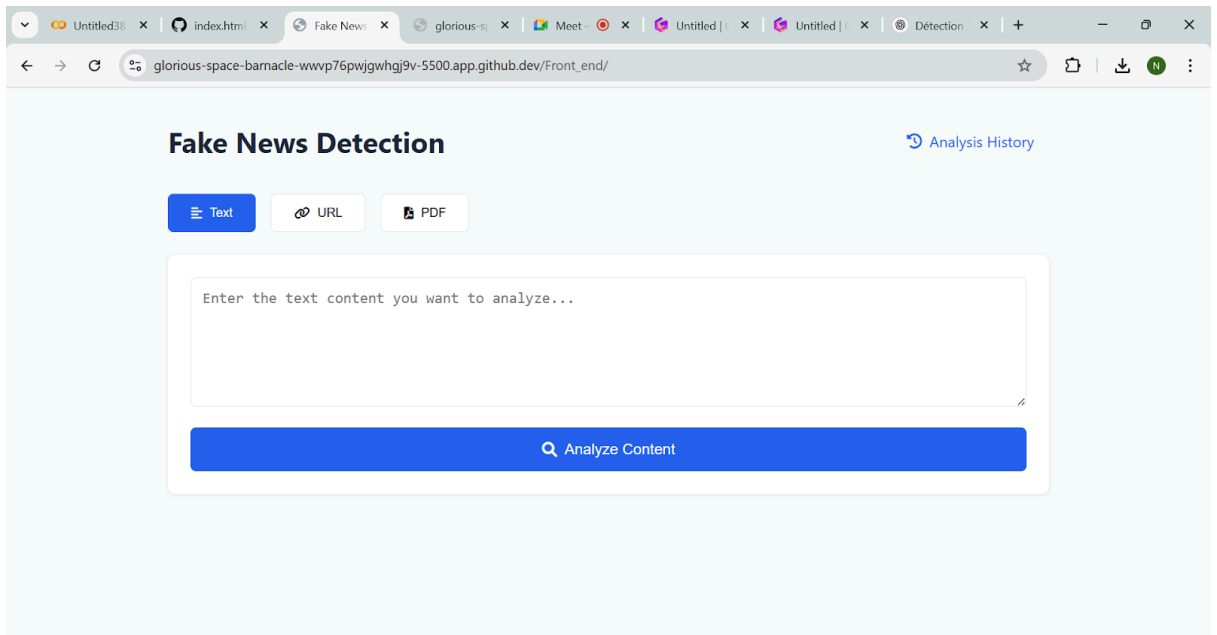 Untitled38
index.html
Fake News
glorious-sp
Meet -
Untitled |
Untitled |
Détection
glorious-space-barnacle-wwvp76pwjgwhgj9v-5500.app.github.dev/Front_end/
N
Fake News Detection
Analysis History
Text
URL
PDF
Enter the text content you want to analyze...
Analyze Content